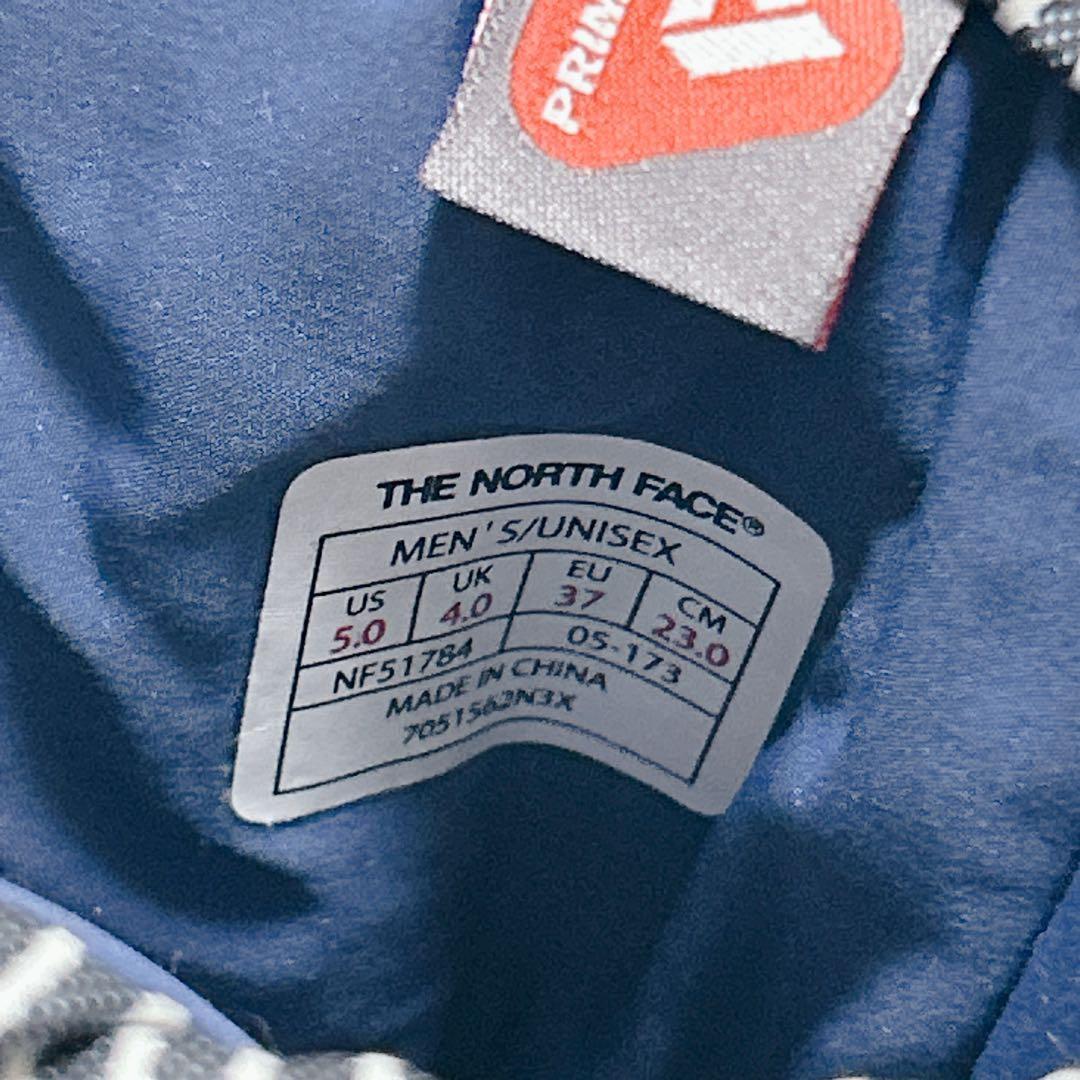 PRIM
THE NORTH FACE®
MEN'S/UNISEX
US UK EU CM
5.0 4.0 37 23.0
NF51784 05-173
MADE IN CHINA
7051562N3X